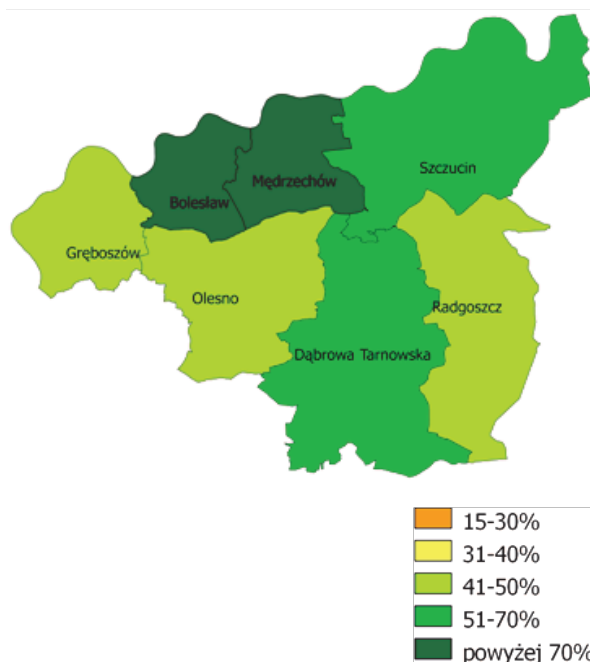 Szczucin
Mędrzechów
Bolesław
Gręboszów
Olesno
Radgoszcz
Dąbrowa Tarnowska
15-30%
31-40%
41-50%
51-70%
powyżej 70%